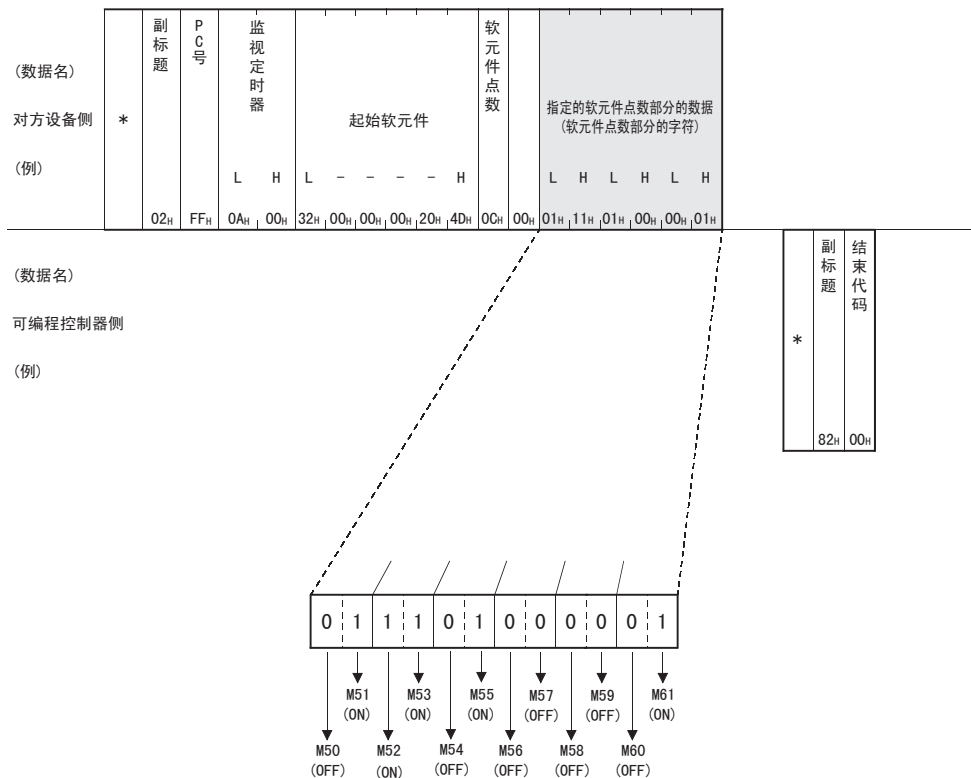 (数据名)
对方设备侧
(例)
*
副标题
PC号
监视定时器
起始软元件
软元件点数
指定的软元件点数部分的数据
(软元件点数部分的字符)
L H L - - - - H L H L H L H
02H FFH 0AH 00H 32H 00H 00H 00H 20H 4DH 0CH 00H 01H 11H 01H 00H 00H 01H
(数据名)
可编程控制器侧
(例)
*
副标题
结束代码
82H 00H
0 1 1 1 0 1 0 0 0 0 0 1
M51 M53 M55 M57 M59 M61
(ON) (ON) (ON) (OFF) (OFF) (ON)
M50 M52 M54 M56 M58 M60
(OFF) (ON) (OFF) (OFF) (OFF) (OFF)